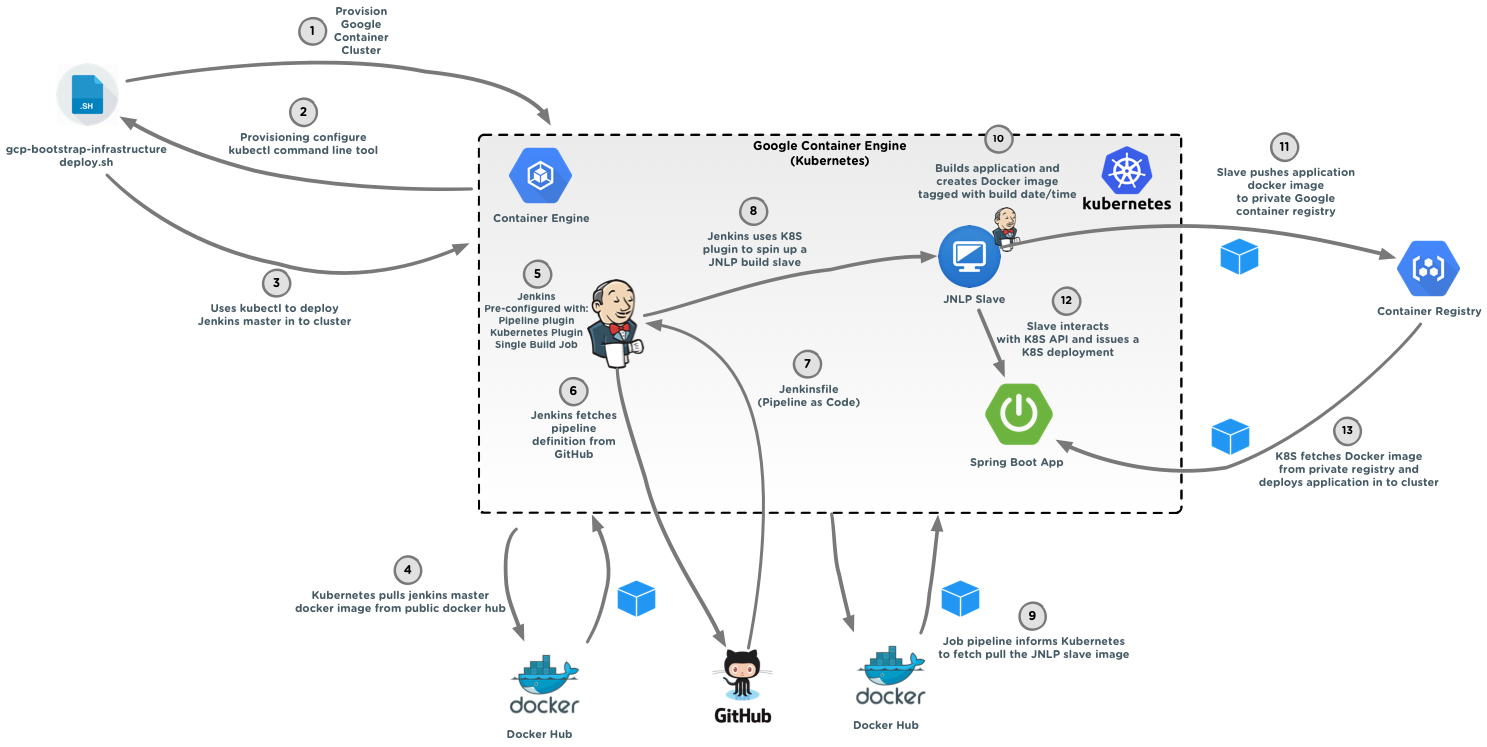 1
Provision
Google
Container
Cluster
.SH
gcp-bootstrap-infrastructure
deploy.sh
2
Provisioning configure
kubectl command line tool
3
Uses kubectl to deploy
Jenkins master in to cluster
Google Container Engine
(Kubernetes)
Container Engine
kubernetes
5
Jenkins
Pre-configured with:
Pipeline plugin
Kubernetes Plugin
Single Build Job
6
Jenkins fetches
pipeline
definition from
GitHub
7
Jenkinsfile
(Pipeline as Code)
8
Jenkins uses K8S
plugin to spin up a
JNLP build slave
10
Builds application and
creates Docker image
tagged with build date/time
JNLP Slave
12
Slave interacts
with K8S API and issues a
K8S deployment
Spring Boot App
11
Slave pushes application
docker image
to private Google
container registry
Container Registry
13
K8S fetches Docker image
from private registry and
deploys application in to cluster
4
Kubernetes pulls jenkins master
docker image from public docker hub
docker
Docker Hub
GitHub
9
Job pipeline informs Kubernetes
to fetch pull the JNLP slave image
docker
Docker Hub